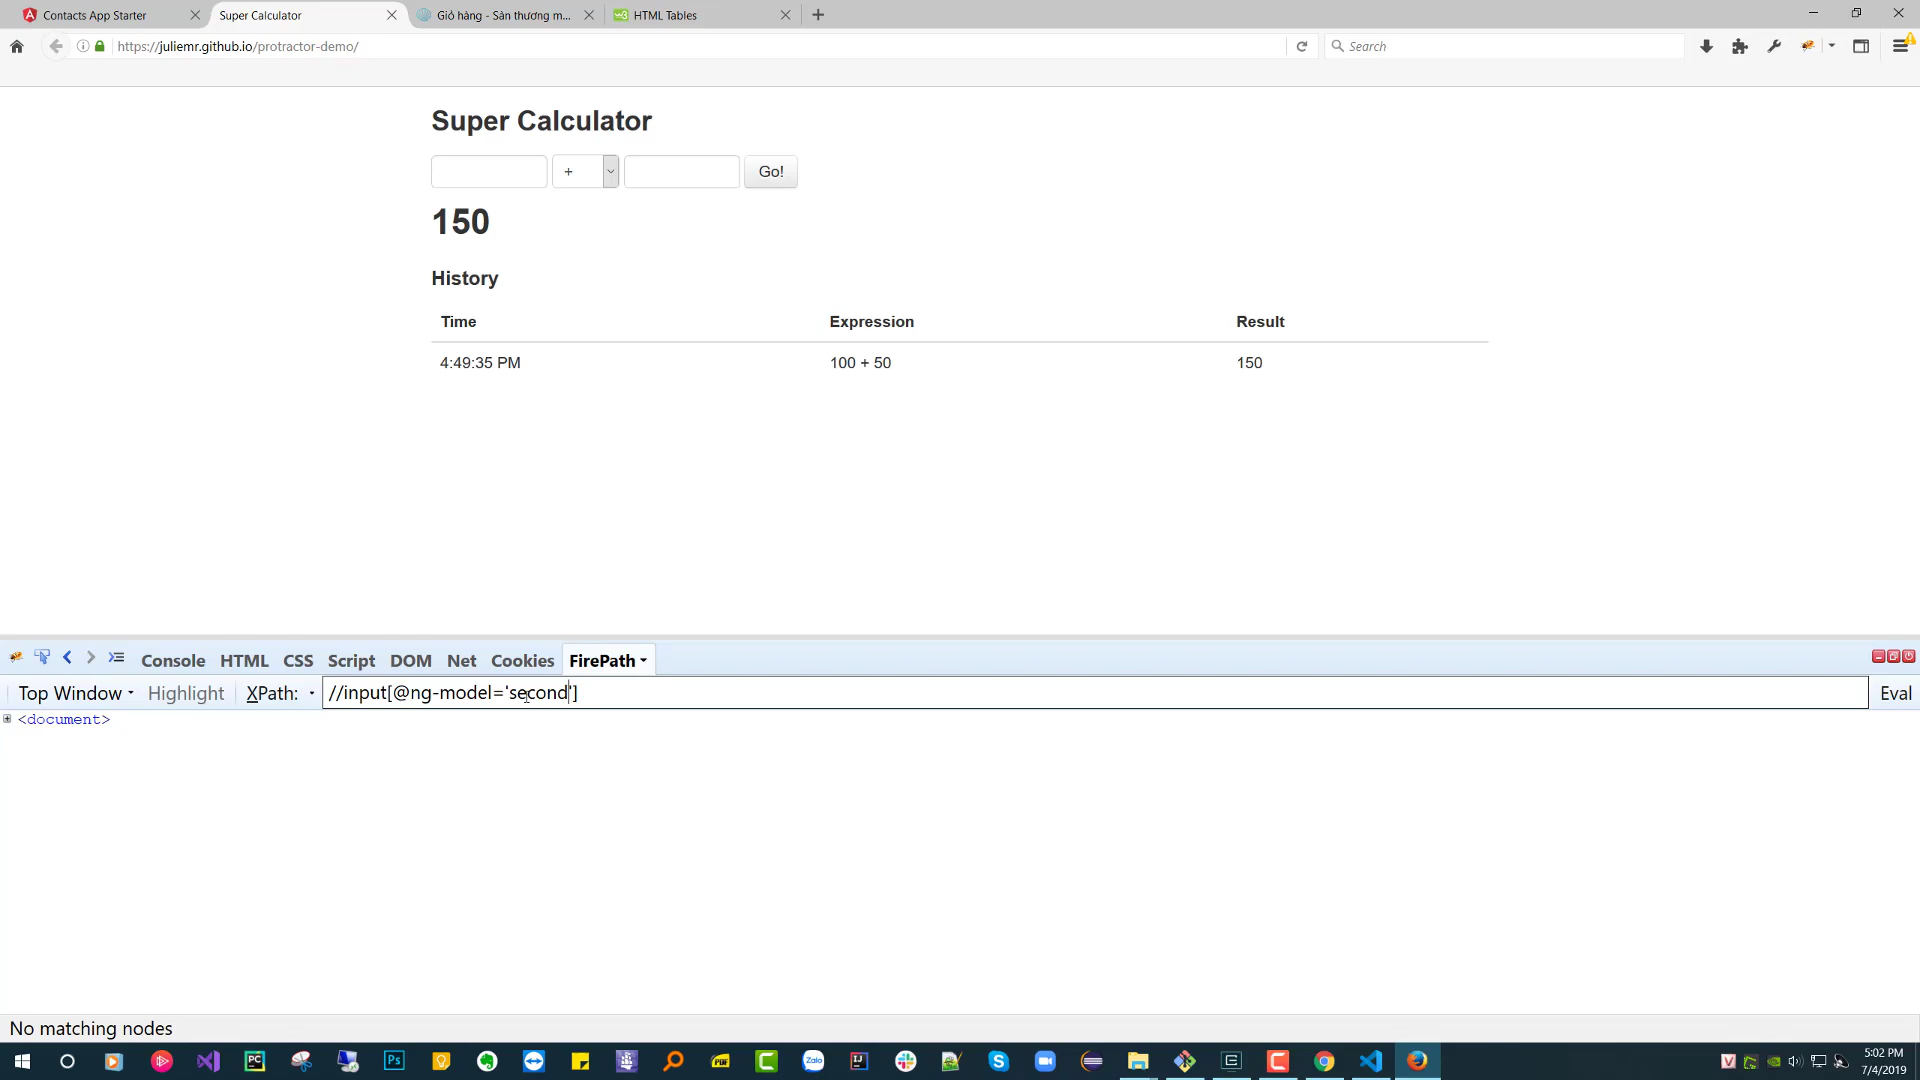 Contacts App Starter
Super Calculator
Giỏ hàng - Sàn thương m...
HTML Tables
https://juliemr.github.io/protractor-demo/
Search
Super Calculator
+
Go!
150
History
Time Expression Result
4:49:35 PM 100 + 50 150
Console HTML CSS Script DOM Net Cookies FirePath
Top Window Highlight XPath: //input[@ng-model='second'] Eval
<document>
No matching nodes
5:02 PM
7/4/2019